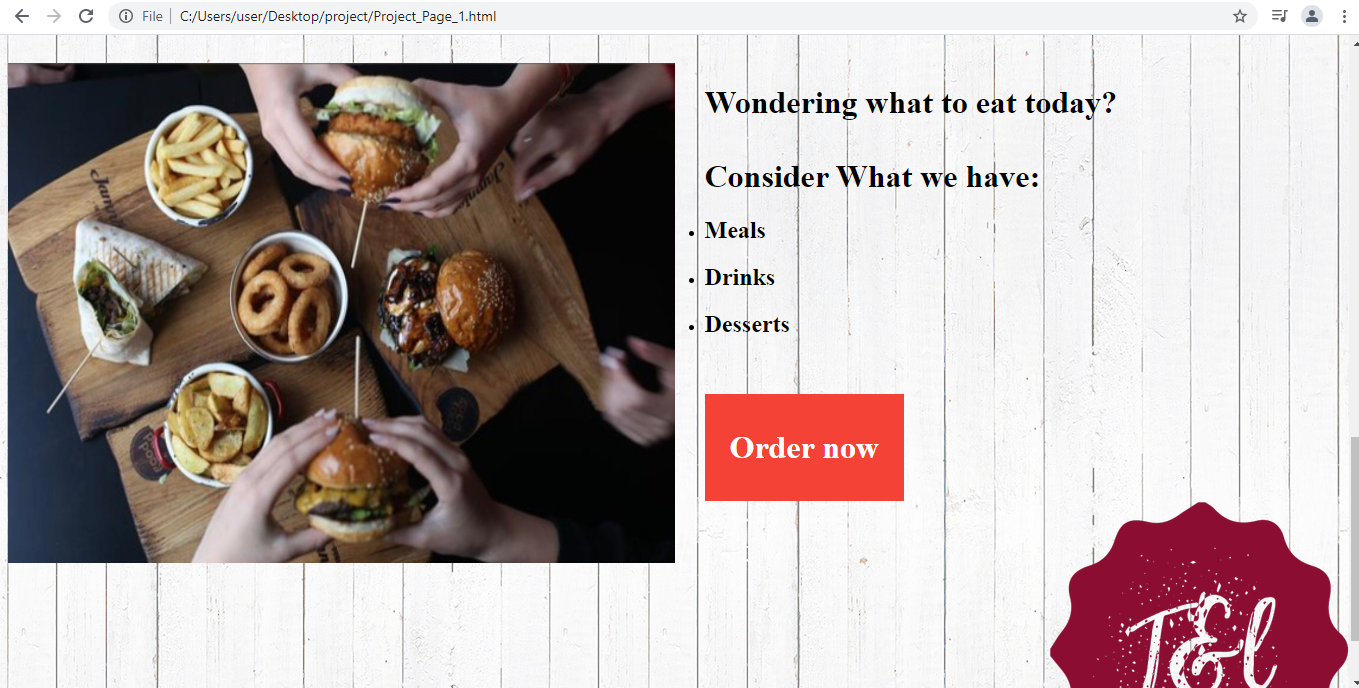 File
C:/Users/user/Desktop/project/Project_Page_1.html
Wondering what to eat today?
Consider What we have:
Meals
Drinks
Desserts
Order now
T&L